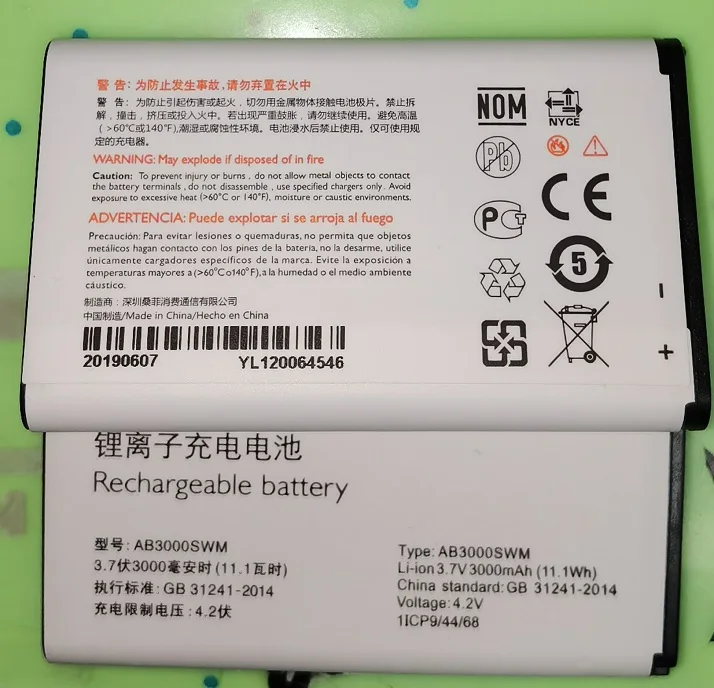 警 告: 为防止发生事故,请勿弃置在火中
警 告: 为防止引起伤害或起火，切勿用金属物体接触电池极片。禁止拆
解，撞击，挤压或投入火中。若出现严重鼓胀，请勿继续使用。避免高温
(>60°C或140°F),潮湿或腐蚀性环境。电池浸水后禁止使用。仅可使用规
定的充电器。
WARNING: May explode if disposed of in fire
Caution: To prevent injury or burns , do not allow metal objects to contact
the battery terminals , do not disassemble , use specified chargers only . Avoid
exposure to excessive heat (>60°C or 140°F), moisture or caustic environments.
ADVERTENCIA: Puede explotar si se arroja al fuego
Precaución: Para evitar lesiones o quemaduras, no permita que objetos
metálicos hagan contacto con los pines de la batería, no la desarme, utilice
únicamente cargadores específicos de la marca. Evite la exposición a
temperaturas mayores a (>60°Co140°F),a la humedad o el medio ambiente
cáustico.
制造商：深圳桑菲消费通信有限公司
中国制造/Made in China/Hecho en China
20190607 YL120064546
NOM
NYCE
Pb
PCT
CE
5
-
+
锂离子充电电池
Rechargeable battery
型号: AB3000SWM
3.7伏3000毫安时 (11.1瓦时)
执行标准: GB 31241-2014
充电限制电压: 4.2伏
Type: AB3000SWM
Li-ion 3.7V 3000mAh (11.1Wh)
China standard: GB 31241-2014
Voltage: 4.2V
1ICP9/44/68